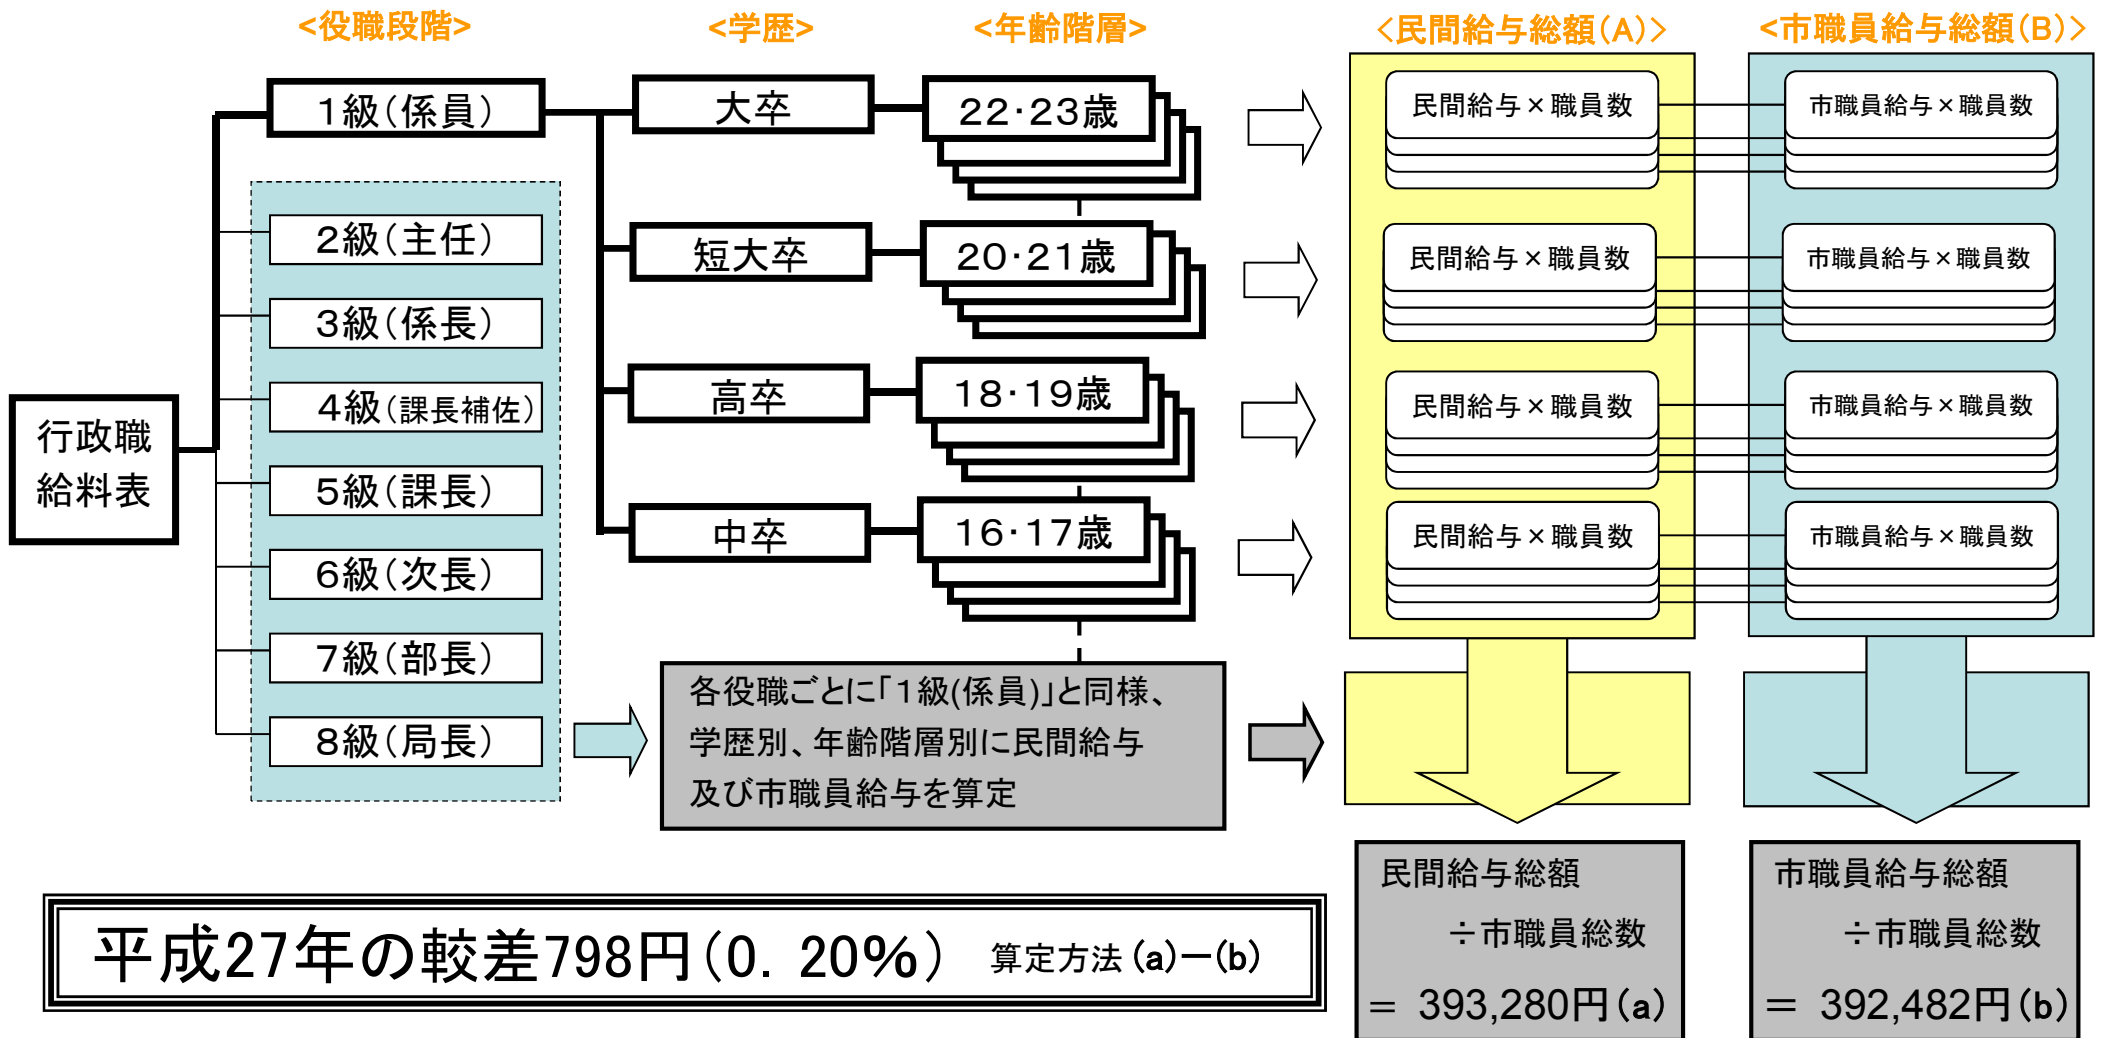 <役職段階>
<学歴>
<年齢階層>
<民間給与総額(A)>
<市職員給与総額(B)>
行政職
給料表
1級(係員)
2級(主任)
3級(係長)
4級(課長補佐)
5級(課長)
6級(次長)
7級(部長)
8級(局長)
大卒
22・23歳
民間給与×職員数
市職員給与×職員数
短大卒
20・21歳
民間給与×職員数
市職員給与×職員数
高卒
18・19歳
民間給与×職員数
市職員給与×職員数
中卒
16・17歳
民間給与×職員数
市職員給与×職員数
各役職ごとに「1級(係員)」と同様、
学歴別、年齢階層別に民間給与
及び市職員給与を算定
民間給与総額
÷市職員総数
= 393,280円(a)
市職員給与総額
÷市職員総数
= 392,482円(b)
平成27年の較差798円(0. 20%) 算定方法 (a)-(b)